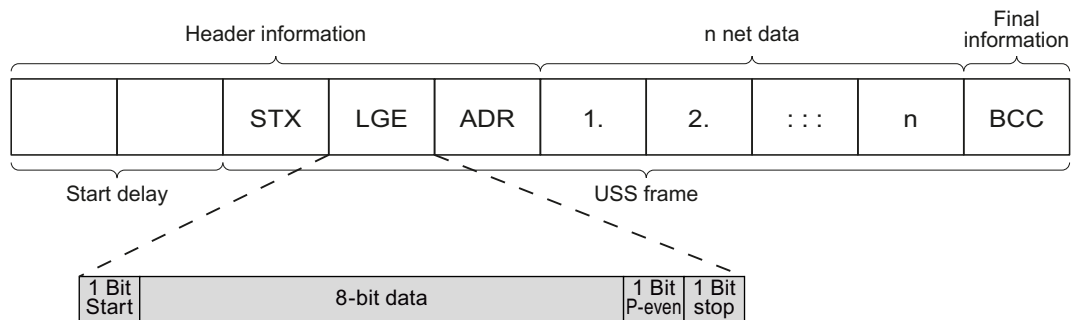 Header information
n net data
Final
information
STX LGE ADR 1. 2. : : : n BCC
Start delay
USS frame
1 Bit
Start
8-bit data
1 Bit
P-even
1 Bit
stop